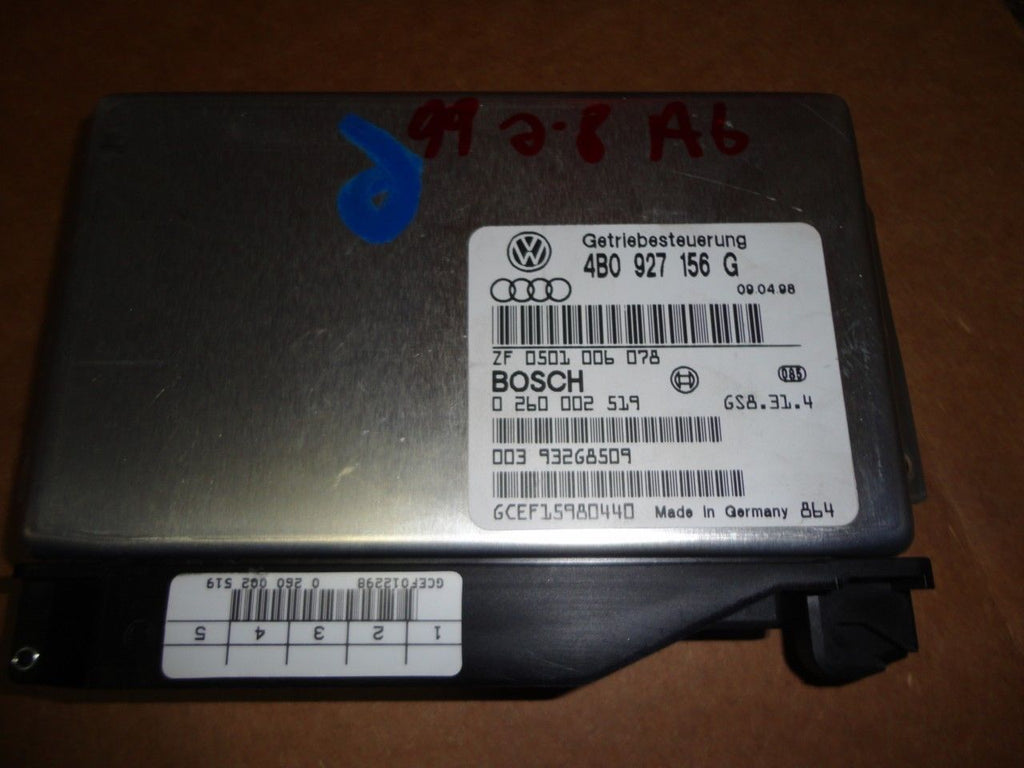 99 2.8 A6
VW
Getriebesteuerung
4B0 927 156 G
09.04.98
ZF 0501 006 078
BOSCH
085
0 260 002 519 GS8.31.4
003 93268509
GCEF15980440 Made in Germany 864
1 2 3 4 5
GCEF012298 0 260 002 519